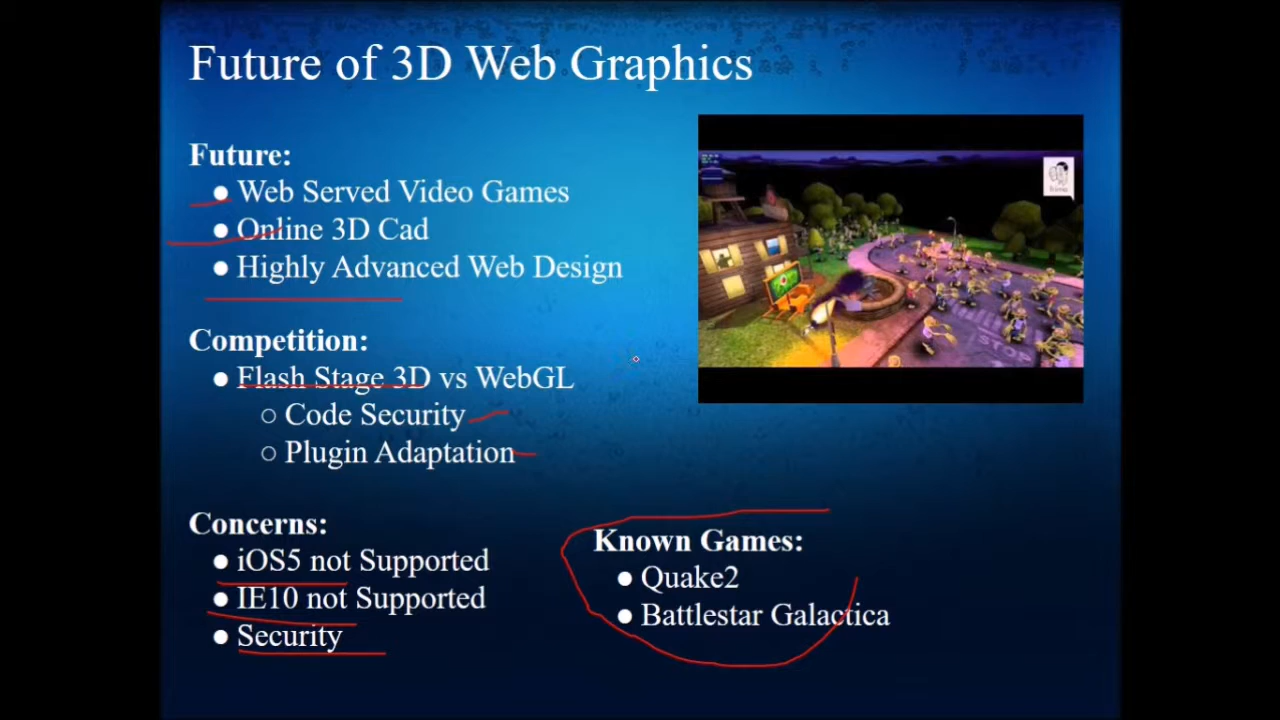 Future of 3D Web Graphics
Future:
● Web Served Video Games
● Online 3D Cad
● Highly Advanced Web Design
Competition:
● Flash Stage 3D vs WebGL
○ Code Security
○ Plugin Adaptation
Concerns:
● iOS5 not Supported
● IE10 not Supported
● Security
Known Games:
● Quake2
● Battlestar Galactica
STOP